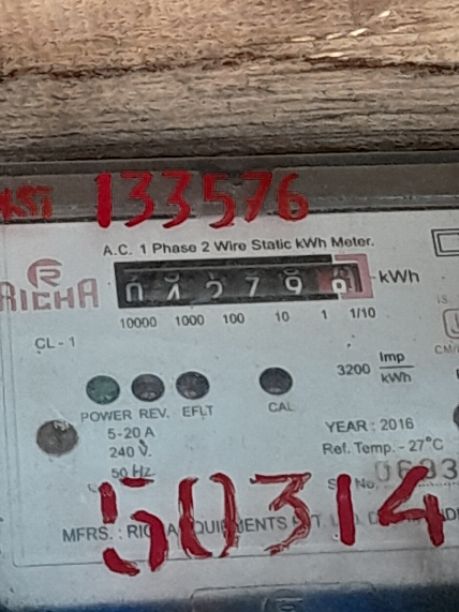 133576
A.C. 1 Phase 2 Wire Static kWh Meter.
RICHA
kWh
10000 1000 100 10 1 1/10
CL - 1
3200 Imp/kWh
POWER REV. EFLT CAL
5-20 A
240 V.
50 Hz
YEAR : 2016
Ref. Temp. - 27°C
50314
MFRS. :